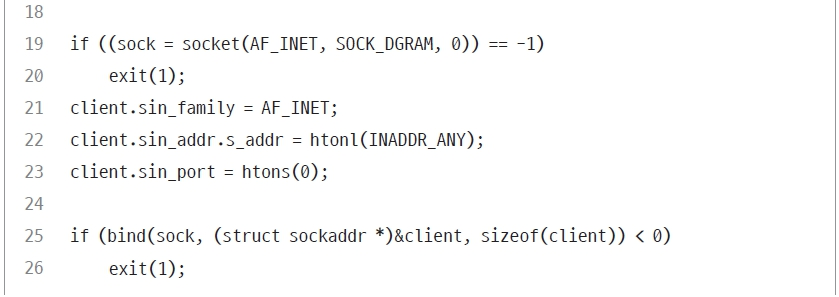 18
19 if ((sock = socket(AF_INET, SOCK_DGRAM, 0)) == -1)
20     exit(1);
21 client.sin_family = AF_INET;
22 client.sin_addr.s_addr = htonl(INADDR_ANY);
23 client.sin_port = htons(0);
24
25 if (bind(sock, (struct sockaddr *)&client, sizeof(client)) < 0)
26     exit(1);